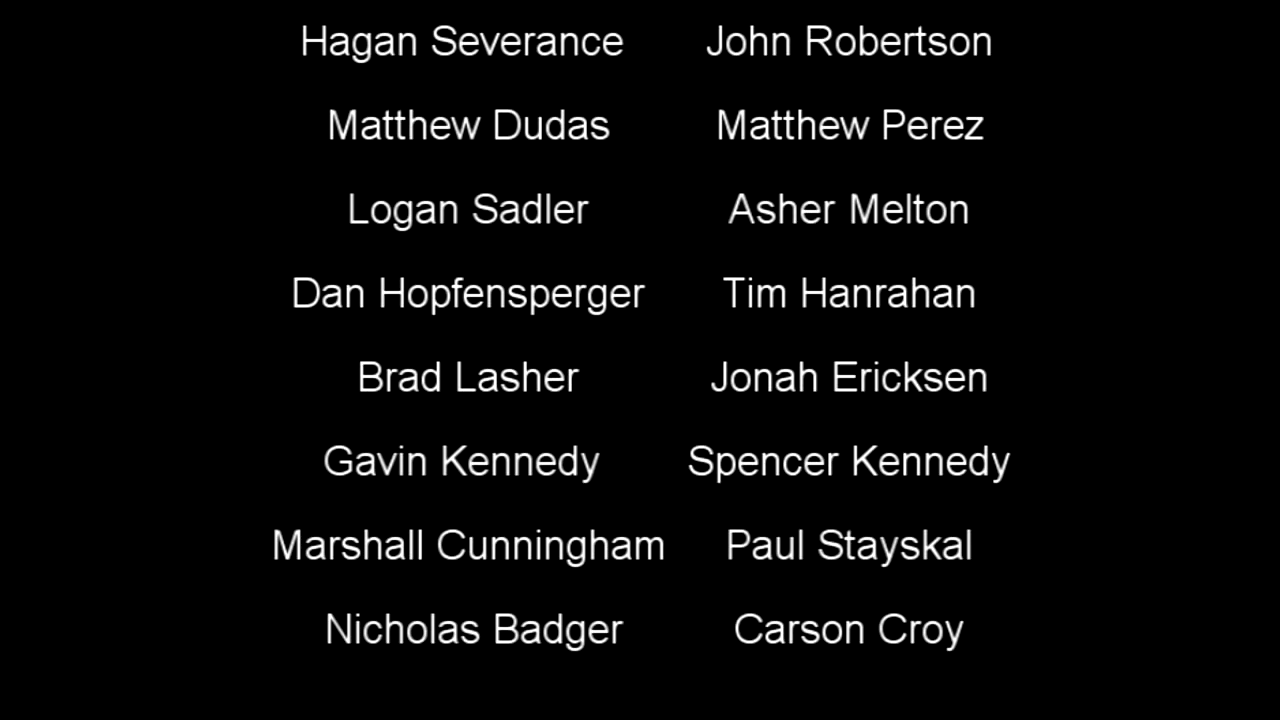 Hagan Severance John Robertson
Matthew Dudas Matthew Perez
Logan Sadler Asher Melton
Dan Hopfensperger Tim Hanrahan
Brad Lasher Jonah Ericksen
Gavin Kennedy Spencer Kennedy
Marshall Cunningham Paul Stayskal
Nicholas Badger Carson Croy